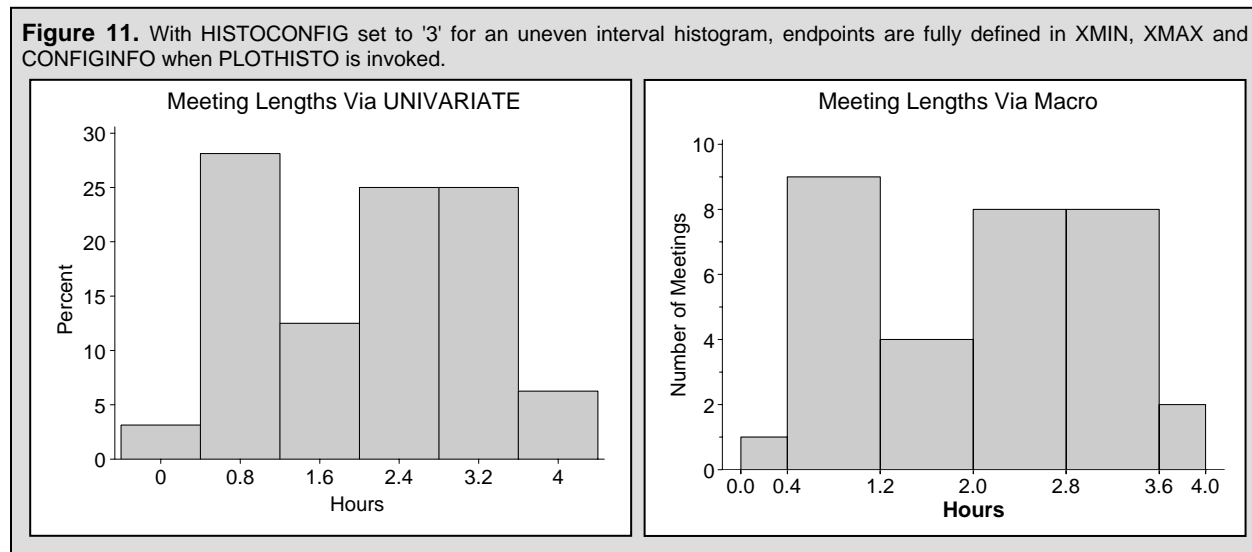 Figure 11. With HISTOCONFIG set to '3' for an uneven interval histogram, endpoints are fully defined in XMIN, XMAX and
CONFIGINFO when PLOTHISTO is invoked.
Meeting Lengths Via UNIVARIATE
30
25
20
15
10
5
0
Percent
0 0.8 1.6 2.4 3.2 4
Hours
Meeting Lengths Via Macro
10
8
6
4
2
0
Number of Meetings
0.0 0.4 1.2 2.0 2.8 3.6 4.0
Hours